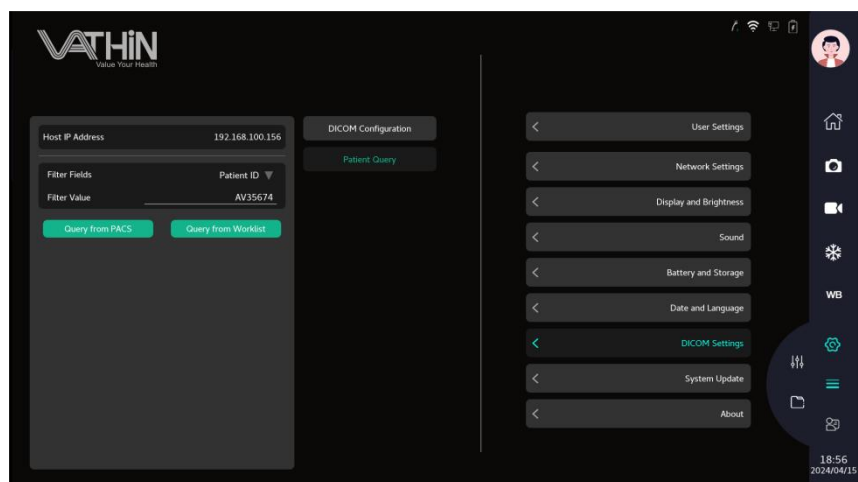 VATHiN
Value Your Health
Host IP Address 192.168.100.156
Filter Fields Patient ID
Filter Value AV35674
Query from PACS Query from Worklist
DICOM Configuration
Patient Query
User Settings
Network Settings
Display and Brightness
Sound
Battery and Storage
Date and Language
DICOM Settings
System Update
About
WB
18:56
2024/04/15